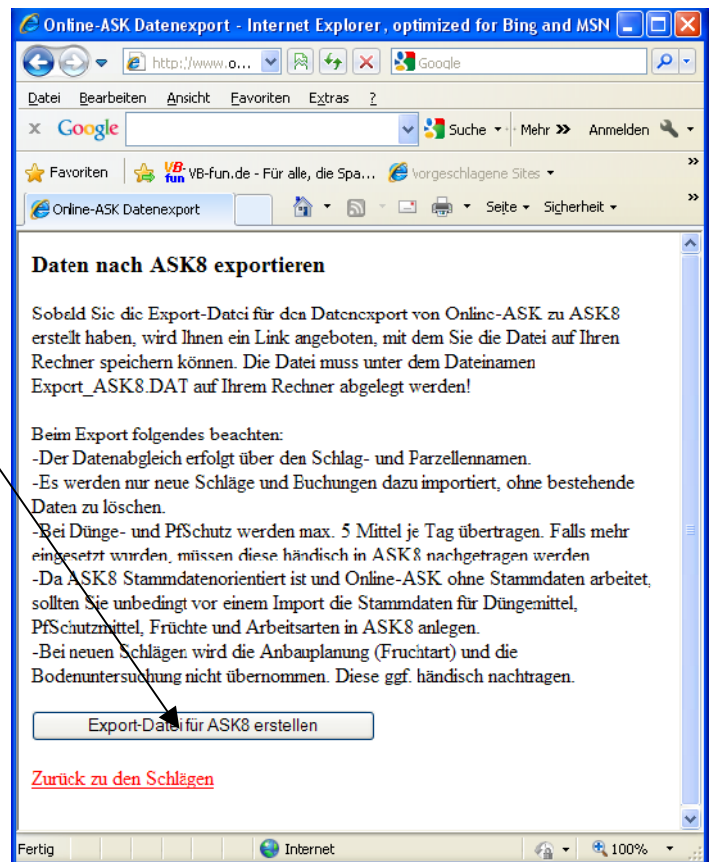 Online-ASK Datenexport - Internet Explorer, optimized for Bing and MSN
http://www.o...
Google
Datei Bearbeiten Ansicht Favoriten Extras ?
x Google Suche Mehr >> Anmelden
Favoriten VB-fun VB-fun.de - Für alle, die Spa... Vorgeschlagene Sites »
Online-ASK Datenexport Seite Sicherheit »
Daten nach ASK8 exportieren
Sobald Sie die Export-Datei für den Datenexport von Online-ASK zu ASK8
erstellt haben, wird Ihnen ein Link angeboten, mit dem Sie die Datei auf Ihren
Rechner speichern können. Die Datei muss unter dem Dateinamen
Export_ASK8.DAT auf Ihrem Rechner abgelegt werden!
Beim Export folgendes beachten:
-Der Datenabgleich erfolgt über den Schlag- und Parzellennamen.
-Es werden nur neue Schläge und Buchungen dazu importiert, ohne bestehende
Daten zu löschen.
-Bei Dünge- und PfSchutz werden max. 5 Mittel je Tag übertragen. Falls mehr
eingesetzt wurden, müssen diese händisch in ASK8 nachgetragen werden
-Da ASK8 Stammdatenorientiert ist und Online-ASK ohne Stammdaten arbeitet,
sollten Sie unbedingt vor einem Import die Stammdaten für Düngemittel,
PfSchutzmittel, Früchte und Arbeitsarten in ASK8 anlegen.
-Bei neuen Schlägen wird die Anbauplanung (Fruchtart) und die
Bodenuntersuchung nicht übernommen. Diese ggf. händisch nachtragen.
Export-Datei für ASK8 erstellen
Zurück zu den Schlägen
Fertig Internet 100%